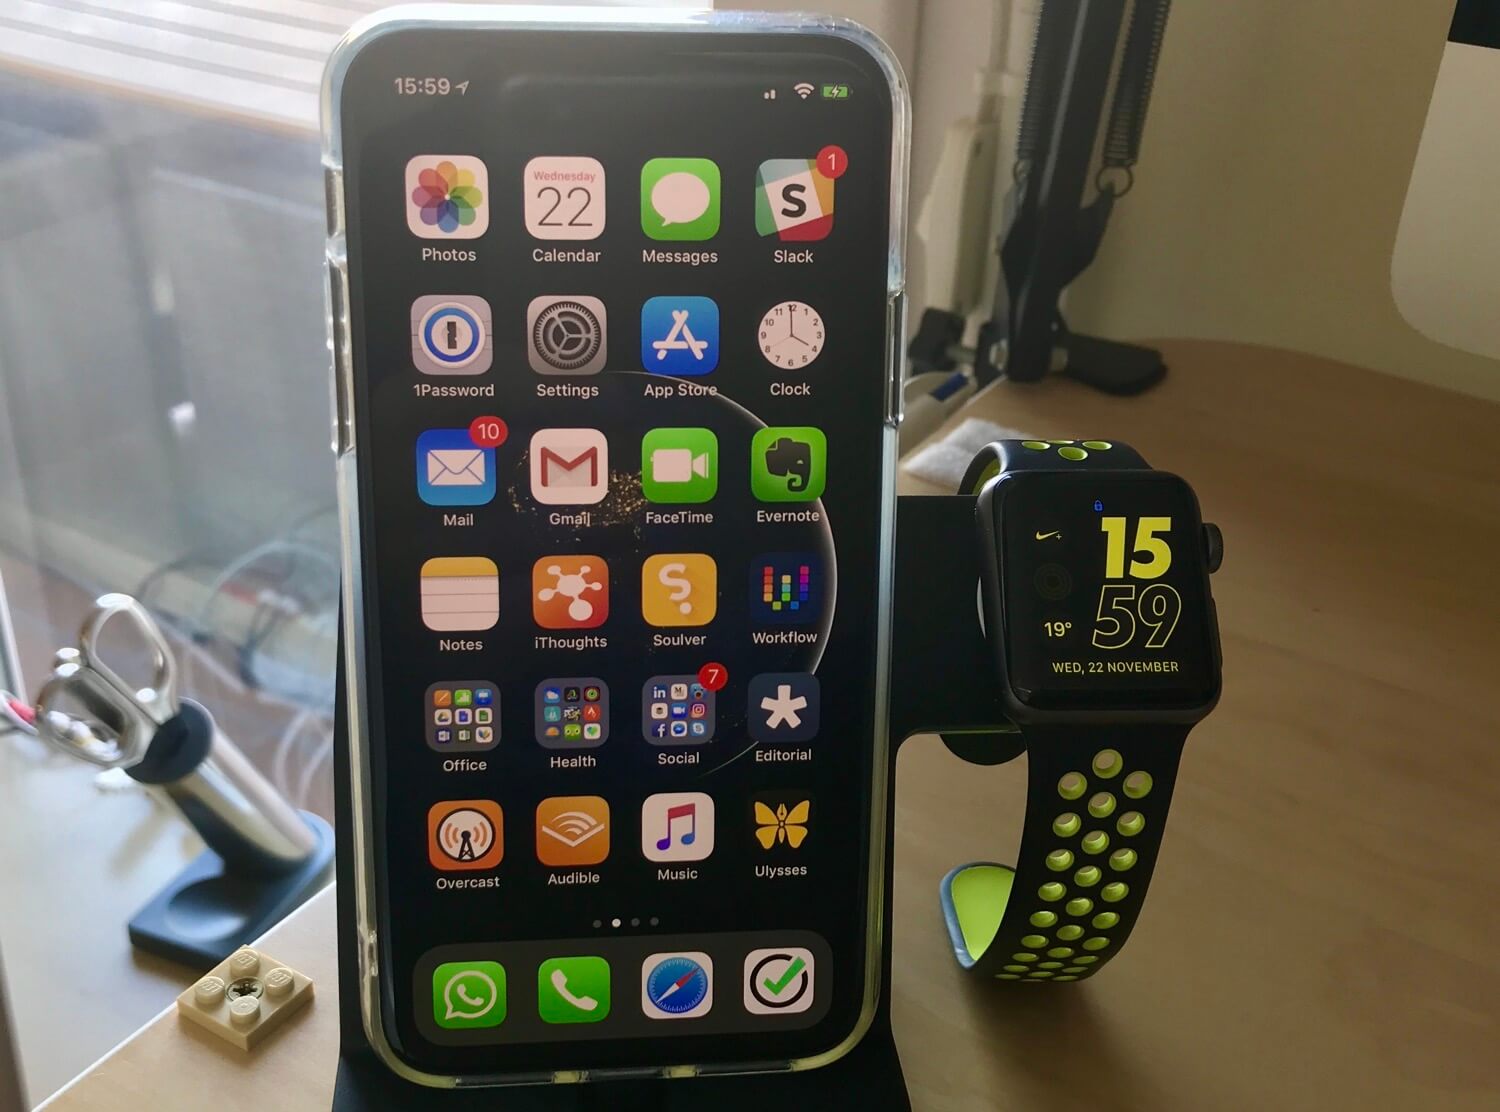 15:59
1
Wednesday
22
S
Photos
Calendar
Messages
Slack
1Password
Settings
App Store
Clock
10
Mail
Gmail
FaceTime
Evernote
Notes
iThoughts
Soulver
Workflow
7
in
Office
Health
Social
Editorial
Overcast
Audible
Music
Ulysses
15
59
19°
WED, 22 NOVEMBER